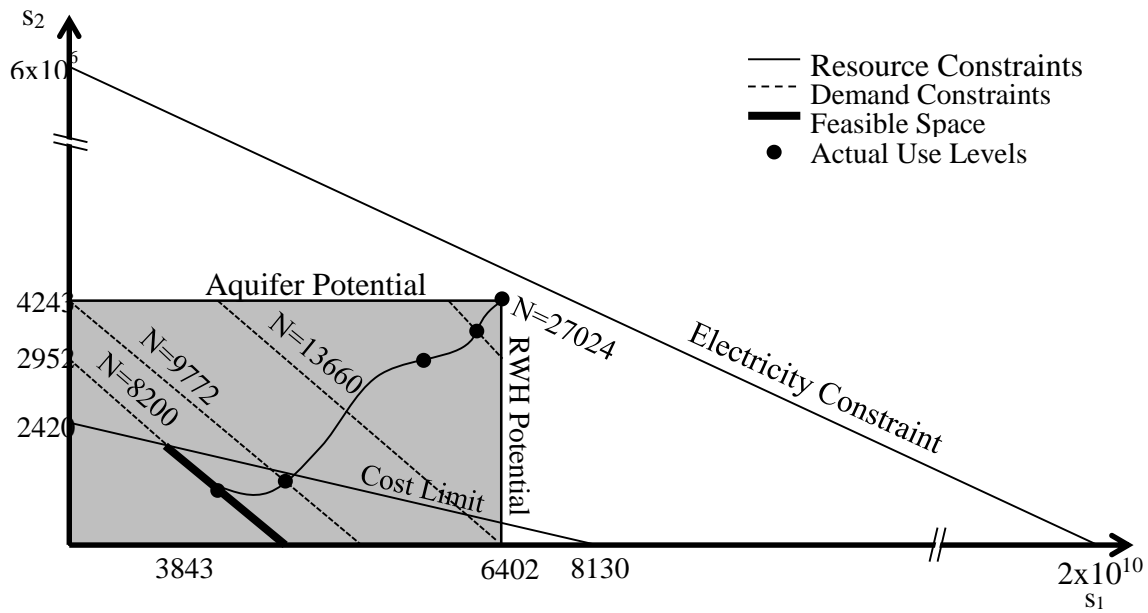 s2
6x10^6
Resource Constraints
Demand Constraints
Feasible Space
Actual Use Levels
Aquifer Potential
4243
N=27024
N=13660
N=9772
2952
N=8200
RWH Potential
Electricity Constraint
2420
Cost Limit
3843
6402
8130
2x10^10
s1